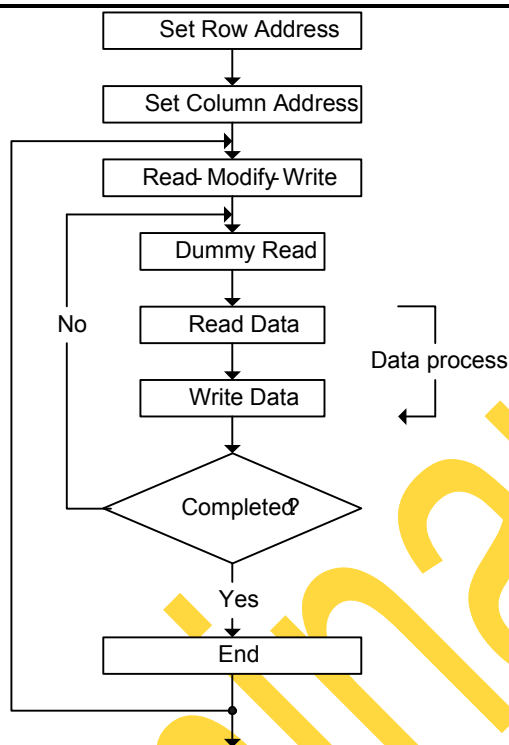 Set Row Address
Set Column Address
Read-Modify-Write
Dummy Read
No
Read Data
Data process
Write Data
Completed?
Yes
End